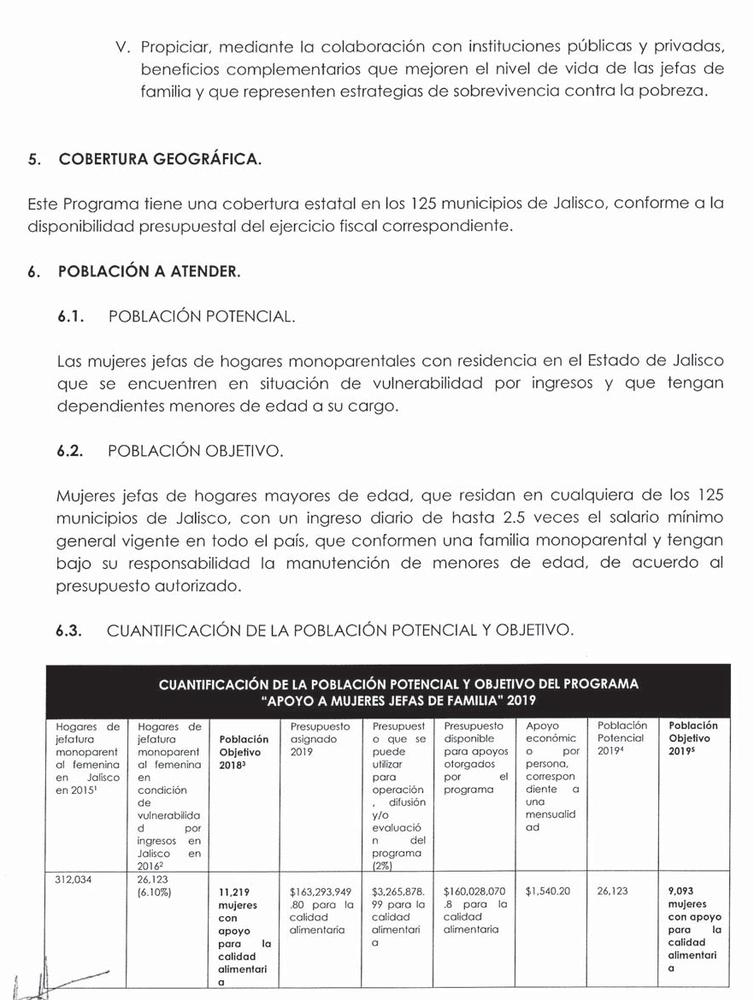 V. Propiciar, mediante la colaboración con instituciones públicas y privadas,
beneficios complementarios que mejoren el nivel de vida de las jefas de
familia y que representen estrategias de sobrevivencia contra la pobreza.
5. COBERTURA GEOGRÁFICA.
Este Programa tiene una cobertura estatal en los 125 municipios de Jalisco, conforme a la
disponibilidad presupuestal del ejercicio fiscal correspondiente.
6. POBLACIÓN A ATENDER.
6.1. POBLACIÓN POTENCIAL.
Las mujeres jefas de hogares monoparentales con residencia en el Estado de Jalisco
que se encuentren en situación de vulnerabilidad por ingresos y que tengan
dependientes menores de edad a su cargo.
6.2. POBLACIÓN OBJETIVO.
Mujeres jefas de hogares mayores de edad, que residan en cualquiera de los 125
municipios de Jalisco, con un ingreso diario de hasta 2.5 veces el salario mínimo
general vigente en todo el país, que conformen una familia monoparental y tengan
bajo su responsabilidad la manutención de menores de edad, de acuerdo al
presupuesto autorizado.
6.3. CUANTIFICACIÓN DE LA POBLACIÓN POTENCIAL Y OBJETIVO.
CUANTIFICACIÓN DE LA POBLACIÓN POTENCIAL Y OBJETIVO DEL PROGRAMA
"APOYO A MUJERES JEFAS DE FAMILIA" 2019
Hogares de
jefatura
monoparent
al femenina
en Jalisco
en 2015¹
Hogares de
jefatura
monoparent
al femenina
en
condición
de
vulnerabilida
d por
ingresos en
Jalisco en
2016²
Población
Objetivo
2018³
Presupuesto
asignado
2019
Presupuest
o que se
puede
utilizar
para
operación
, difusión
y/o
evaluació
n del
programa
(2%)
Presupuesto
disponible
para apoyos
otorgados
por el
programa
Apoyo
económic
o por
persona,
correspon
diente a
una
mensualid
ad
Población
Potencial
2019⁴
Población
Objetivo
2019⁵
312,034
26,123
(6.10%)
11,219
mujeres
con
apoyo
para la
calidad
alimentari
a
$163,293,949
.80 para la
calidad
alimentaria
$3,265,878.
99 para la
calidad
alimentari
a
$160,028,070
.8 para la
calidad
alimentaria
$1,540.20
26,123
9,093
mujeres
con apoyo
para la
calidad
alimentari
a